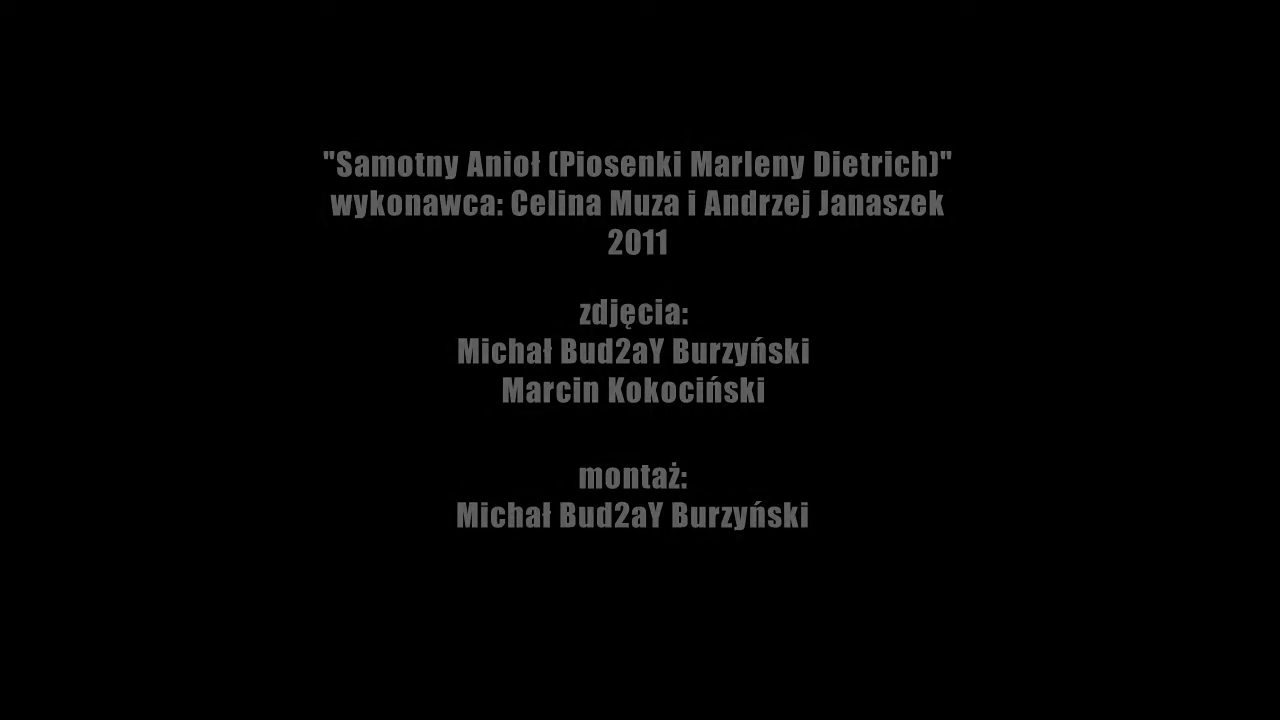 "Samotny Anioł (Piosenki Marleny Dietrich)"
wykonawca: Celina Muza i Andrzej Janaszek
2011
zdjęcia:
Michał Bud2aY Burzyński
Marcin Kokociński
montaż:
Michał Bud2aY Burzyński